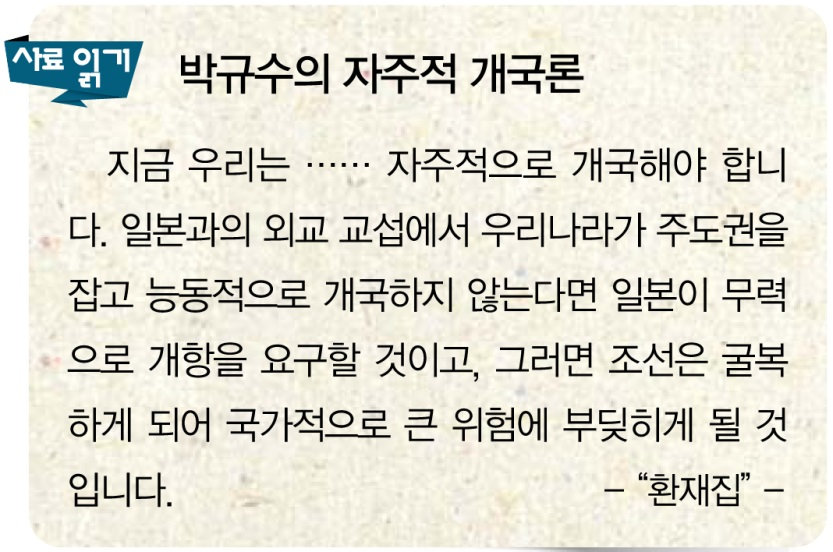 사료 읽기
박규수의 자주적 개국론
지금 우리는 …… 자주적으로 개국해야 합니
다. 일본과의 외교 교섭에서 우리나라가 주도권을
잡고 능동적으로 개국하지 않는다면 일본이 무력
으로 개항을 요구할 것이고, 그러면 조선은 굴복
하게 되어 국가적으로 큰 위험에 부딪히게 될 것
입니다. – “환재집” –